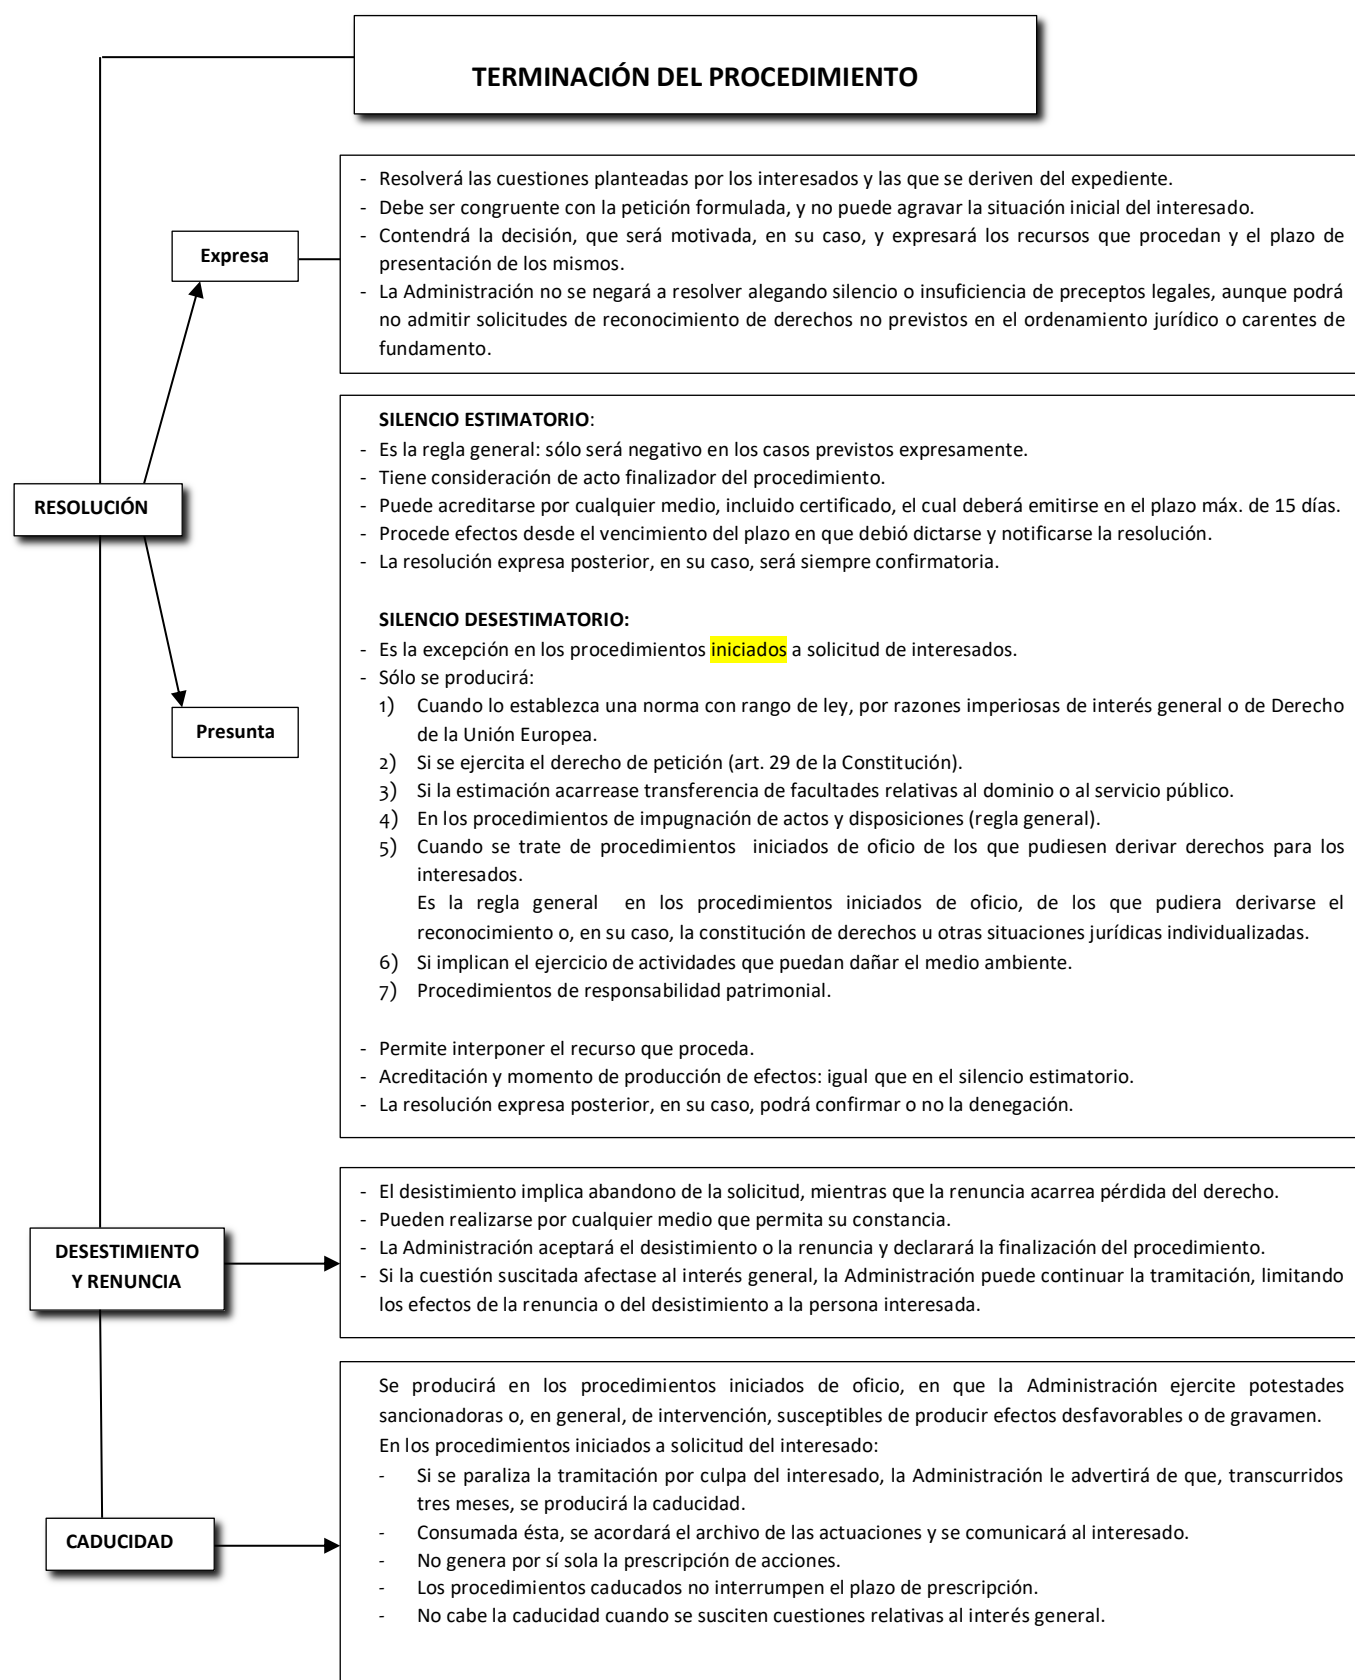 TERMINACIÓN DEL PROCEDIMIENTO
Expresa
- Resolverá las cuestiones planteadas por los interesados y las que se deriven del expediente.
- Debe ser congruente con la petición formulada, y no puede agravar la situación inicial del interesado.
- Contendrá la decisión, que será motivada, en su caso, y expresará los recursos que procedan y el plazo de
presentación de los mismos.
- La Administración no se negará a resolver alegando silencio o insuficiencia de preceptos legales, aunque podrá
no admitir solicitudes de reconocimiento de derechos no previstos en el ordenamiento jurídico o carentes de
fundamento.
RESOLUCIÓN
Presunta
SILENCIO ESTIMATORIO:
- Es la regla general: sólo será negativo en los casos previstos expresamente.
- Tiene consideración de acto finalizador del procedimiento.
- Puede acreditarse por cualquier medio, incluido certificado, el cual deberá emitirse en el plazo máx. de 15 días.
- Procede efectos desde el vencimiento del plazo en que debió dictarse y notificarse la resolución.
- La resolución expresa posterior, en su caso, será siempre confirmatoria.
SILENCIO DESESTIMATORIO:
- Es la excepción en los procedimientos iniciados a solicitud de interesados.
- Sólo se producirá:
1) Cuando lo establezca una norma con rango de ley, por razones imperiosas de interés general o de Derecho
de la Unión Europea.
2) Si se ejercita el derecho de petición (art. 29 de la Constitución).
3) Si la estimación acarrease transferencia de facultades relativas al dominio o al servicio público.
4) En los procedimientos de impugnación de actos y disposiciones (regla general).
5) Cuando se trate de procedimientos iniciados de oficio de los que pudiesen derivar derechos para los
interesados.
Es la regla general en los procedimientos iniciados de oficio, de los que pudiera derivarse el
reconocimiento o, en su caso, la constitución de derechos u otras situaciones jurídicas individualizadas.
6) Si implican el ejercicio de actividades que puedan dañar el medio ambiente.
7) Procedimientos de responsabilidad patrimonial.
- Permite interponer el recurso que proceda.
- Acreditación y momento de producción de efectos: igual que en el silencio estimatorio.
- La resolución expresa posterior, en su caso, podrá confirmar o no la denegación.
DESESTIMIENTO
Y RENUNCIA
- El desistimiento implica abandono de la solicitud, mientras que la renuncia acarrea pérdida del derecho.
- Pueden realizarse por cualquier medio que permita su constancia.
- La Administración aceptará el desistimiento o la renuncia y declarará la finalización del procedimiento.
- Si la cuestión suscitada afectase al interés general, la Administración puede continuar la tramitación, limitando
los efectos de la renuncia o del desistimiento a la persona interesada.
CADUCIDAD
Se producirá en los procedimientos iniciados de oficio, en que la Administración ejercite potestades
sancionadoras o, en general, de intervención, susceptibles de producir efectos desfavorables o de gravamen.
En los procedimientos iniciados a solicitud del interesado:
- Si se paraliza la tramitación por culpa del interesado, la Administración le advertirá de que, transcurridos
tres meses, se producirá la caducidad.
- Consumada ésta, se acordará el archivo de las actuaciones y se comunicará al interesado.
- No genera por sí sola la prescripción de acciones.
- Los procedimientos caducados no interrumpen el plazo de prescripción.
- No cabe la caducidad cuando se susciten cuestiones relativas al interés general.